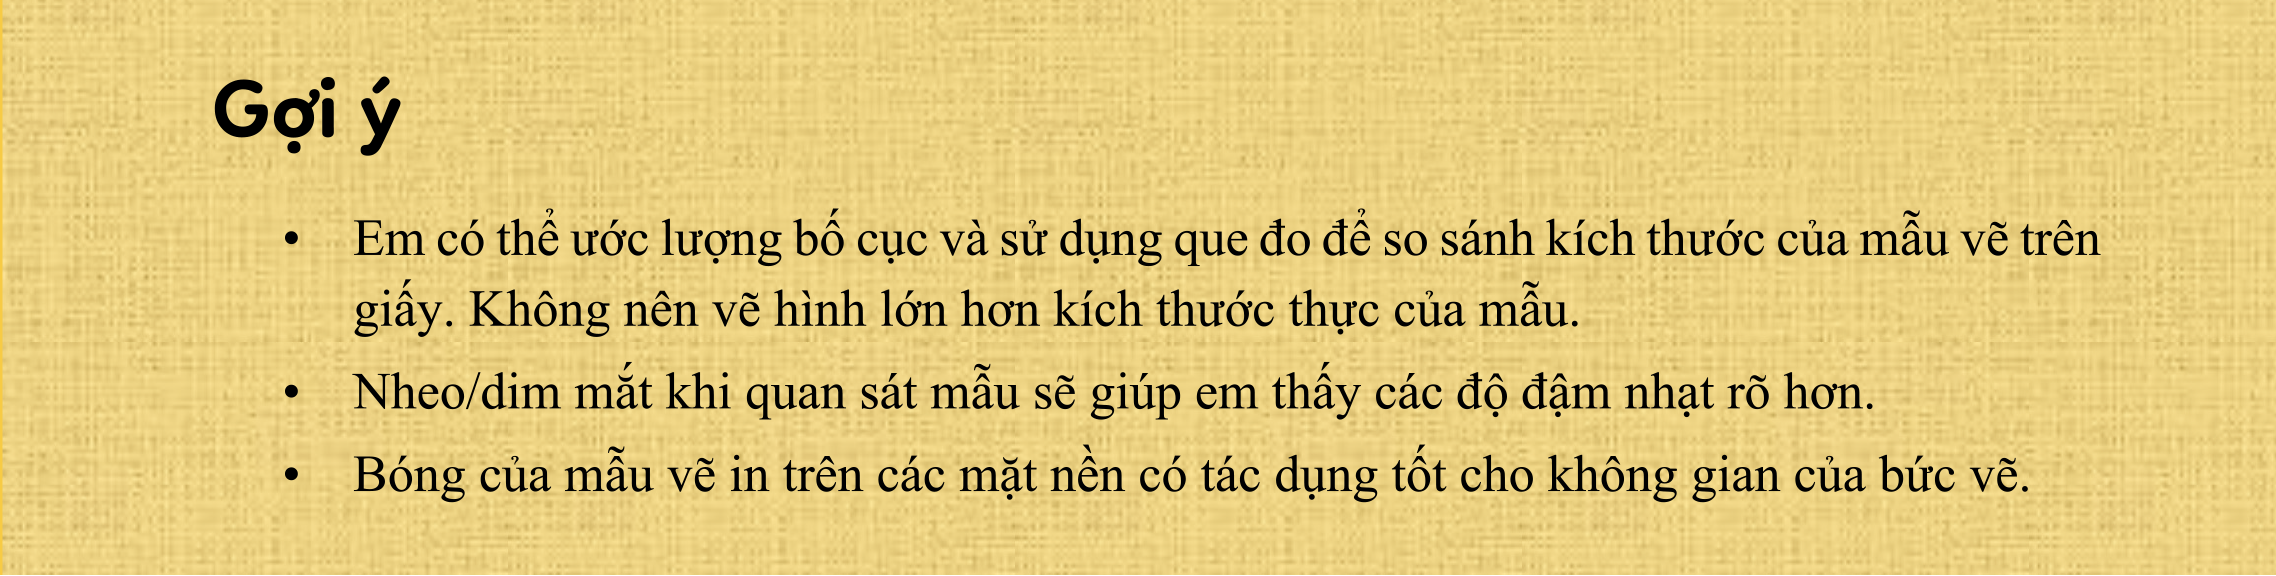 Gợi ý
• Em có thể ước lượng bố cục và sử dụng que đo để so sánh kích thước của mẫu vẽ trên
giấy. Không nên vẽ hình lớn hơn kích thước thực của mẫu.
• Nheo/dim mắt khi quan sát mẫu sẽ giúp em thấy các độ đậm nhạt rõ hơn.
• Bóng của mẫu vẽ in trên các mặt nền có tác dụng tốt cho không gian của bức vẽ.